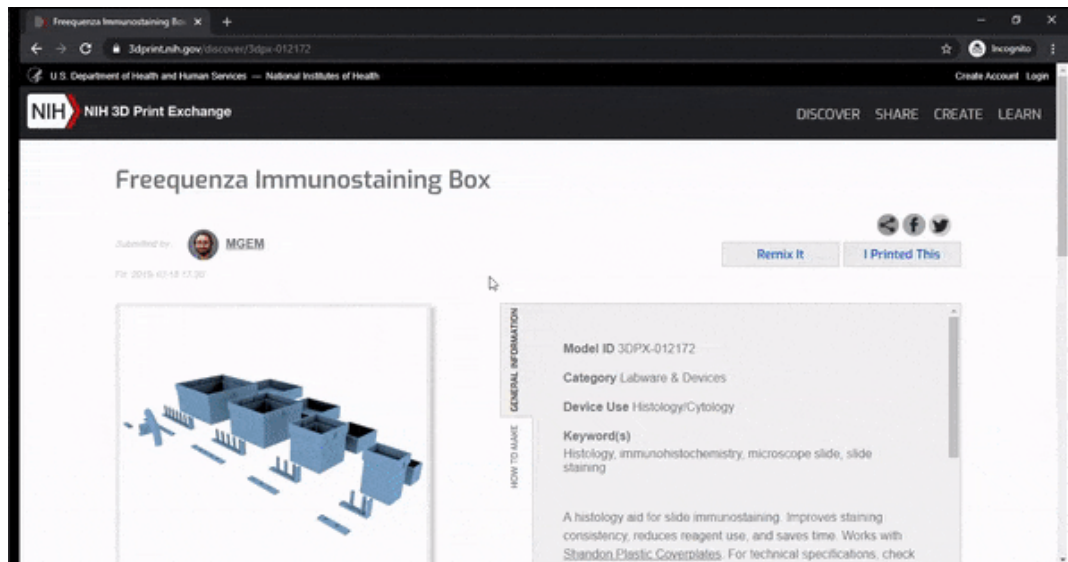 Freequenza Immunostaining Bo
3dprint.nih.gov/discover/3dpx-012172
Incognito
U.S. Department of Health and Human Services — National Institutes of Health
Create Account Login
NIH NIH 3D Print Exchange
DISCOVER SHARE CREATE LEARN
Freequenza Immunostaining Box
Submitted by
MGEM
Remix It
I Printed This
GENERAL INFORMATION
HOW TO MAKE
Model ID 3DPX-012172
Category Labware & Devices
Device Use Histology/Cytology
Keyword(s)
Histology, immunohistochemistry, microscope slide, slide
staining
A histology aid for slide immunostaining. Improves staining
consistency, reduces reagent use, and saves time. Works with
Shandon Plastic Coverplates. For technical specifications, check